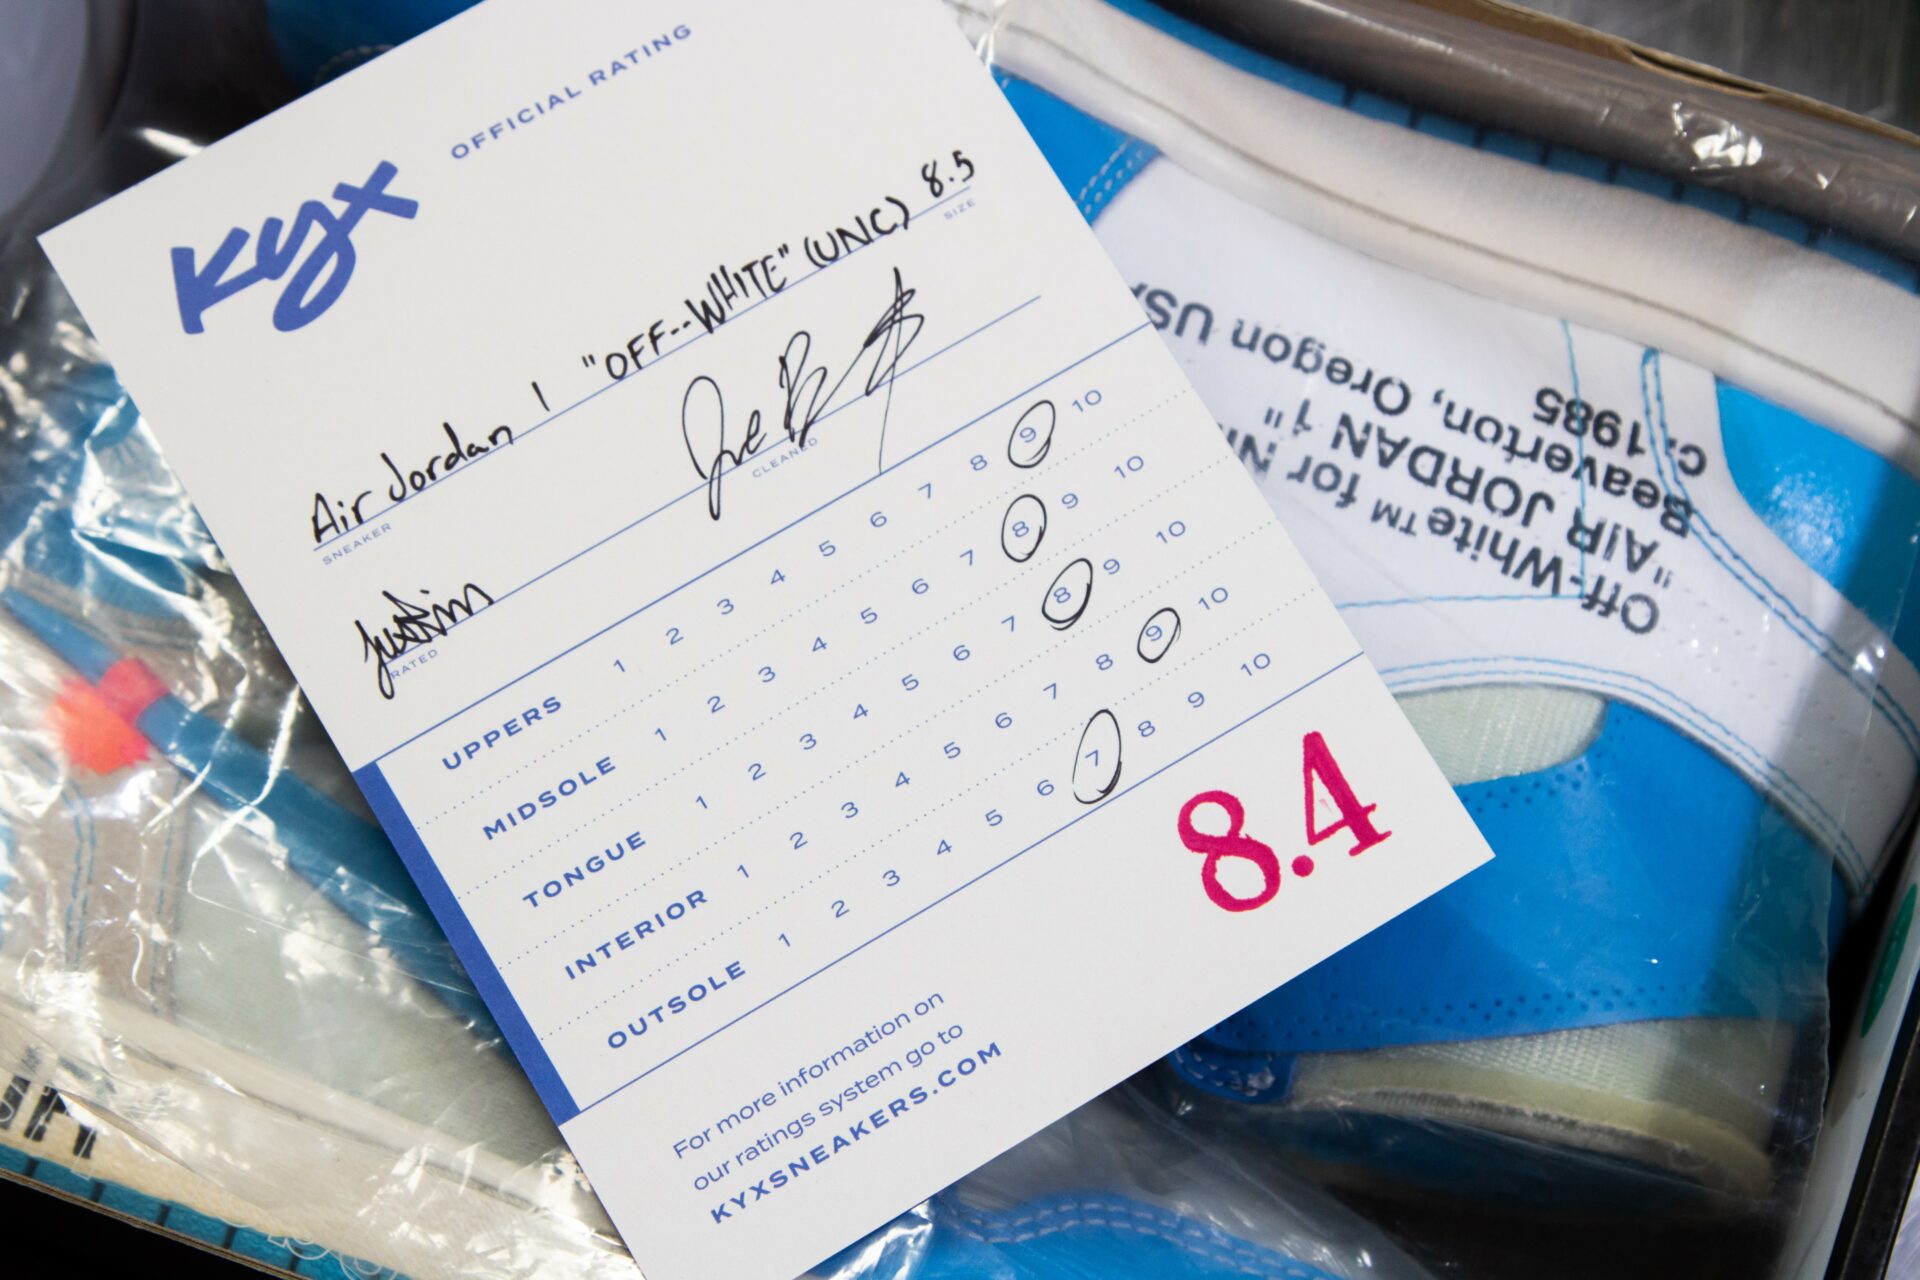 Kyx
OFFICIAL RATING
Air Jordan 1 "OFF--WHITE" (UNC) 8.5
SNEAKER SIZE
Justin Joe
RATED CLEANED
UPPERS 1 2 3 4 5 6 7 8 9 10
MIDSOLE 1 2 3 4 5 6 7 8 9 10
TONGUE 1 2 3 4 5 6 7 8 9 10
INTERIOR 1 2 3 4 5 6 7 8 9 10
OUTSOLE 1 2 3 4 5 6 7 8 9 10
8.4
For more information on
our ratings system go to
KYXSNEAKERS.COM
Off-White™ for
"AIR JORDAN 1"
Beaverton, Oregon
c.1985